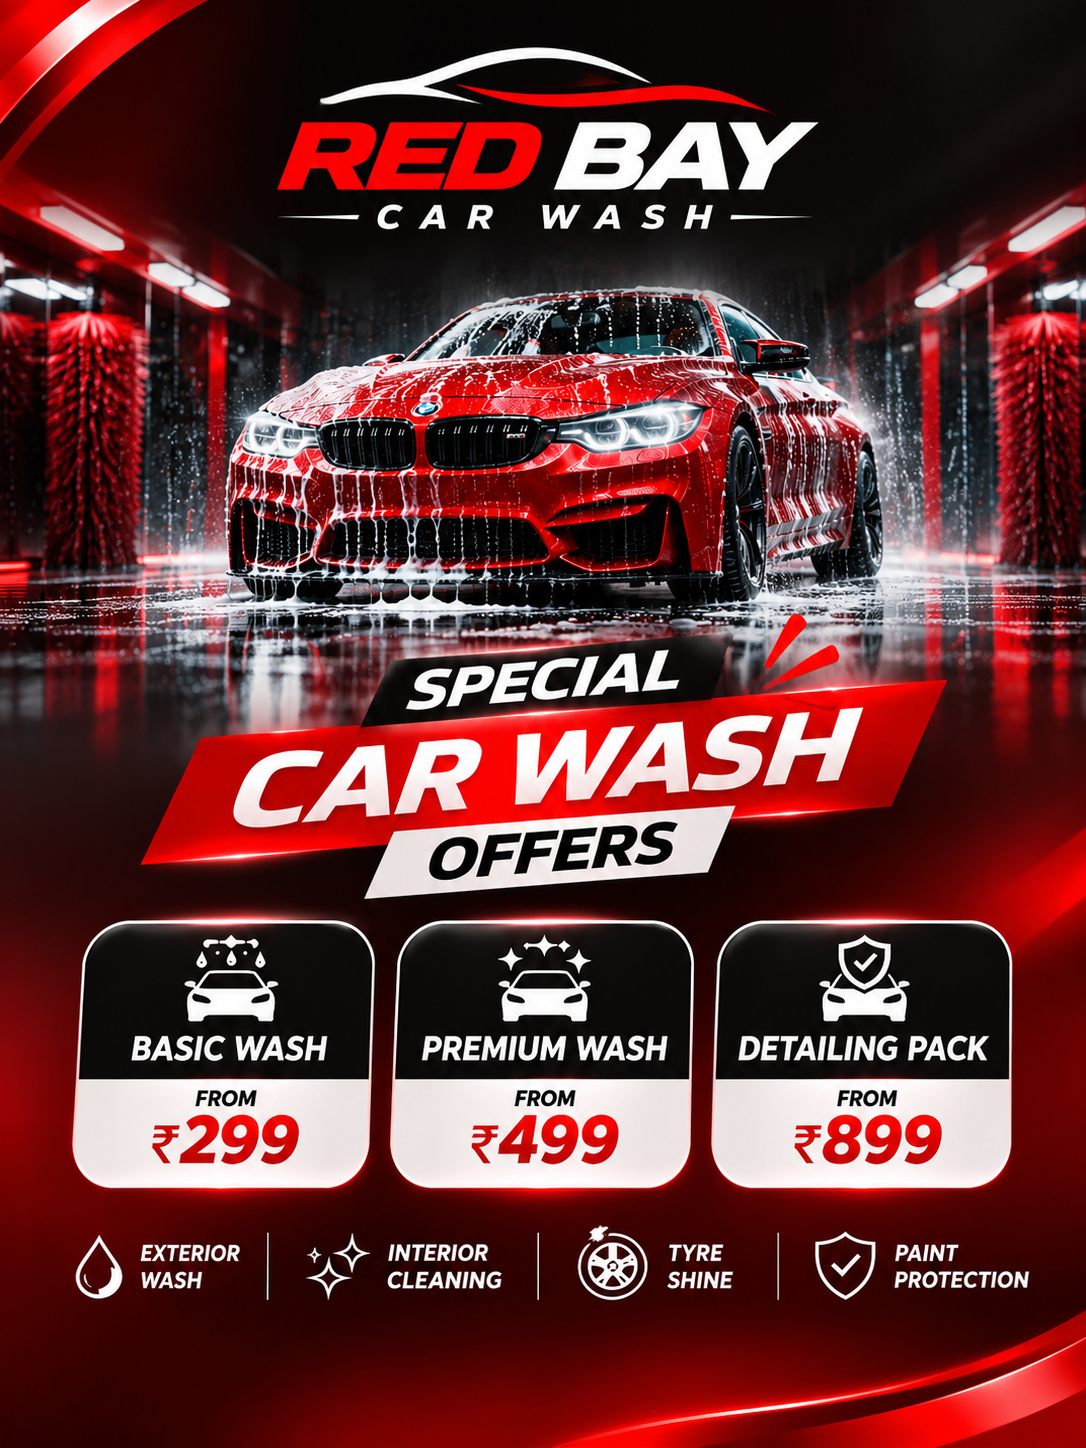 RED BAY
CAR WASH
SPECIAL
CAR WASH
OFFERS
BASIC WASH
FROM
₹299
PREMIUM WASH
FROM
₹499
DETAILING PACK
FROM
₹899
EXTERIOR
WASH
INTERIOR
CLEANING
TYRE
SHINE
PAINT
PROTECTION